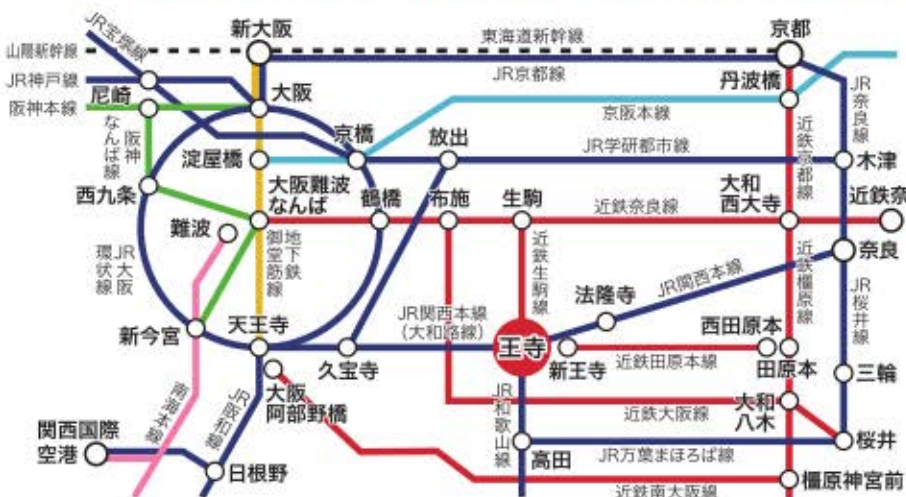 JR宝塚線
新大阪
京都
山陽新幹線
東海道新幹線
JR神戸線
JR京都線
丹波橋
尼崎
大阪
阪神本線
京阪本線
JR奈良線
阪神なんば線
京橋
放出
近鉄京都線
淀屋橋
JR学研都市線
木津
西九条
大阪難波
なんば
鶴橋
布施
生駒
大和
西大寺
近鉄奈
近鉄奈良線
難波
地下鉄
御堂筋線
近鉄生駒線
近鉄橿原線
奈良
JR大阪
環状線
JR関西本線
法隆寺
JR桜井線
JR関西本線
(大和路線)
新今宮
天王寺
西田原本
王寺
久宝寺
新王寺
近鉄田原本線
田原本
三輪
大阪
阿部野橋
南海本線
JR阪和線
JR和歌山線
近鉄大阪線
大和
八木
関西国際
空港
桜井
日根野
高田
JR万葉まほろば線
橿原神宮前
近鉄南大阪線